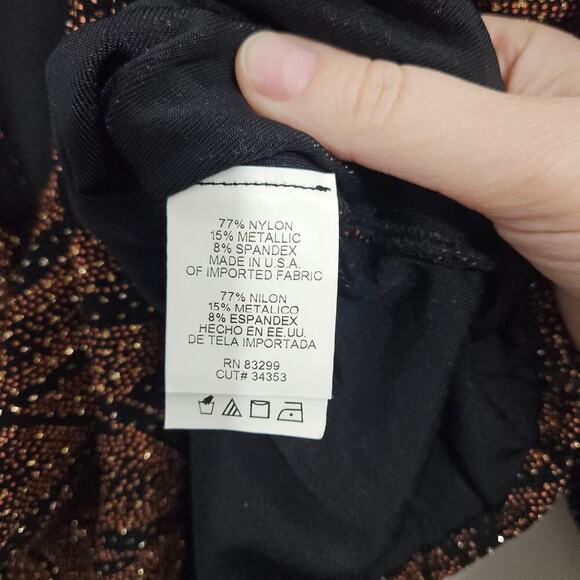 77% NYLON
15% METALLIC
8% SPANDEX
MADE IN U.S.A.
OF IMPORTED FABRIC
77% NILON
15% METALICO
8% ESPANDEX
HECHO EN EE.UU.
DE TELA IMPORTADA
RN 83299
CUT# 34353